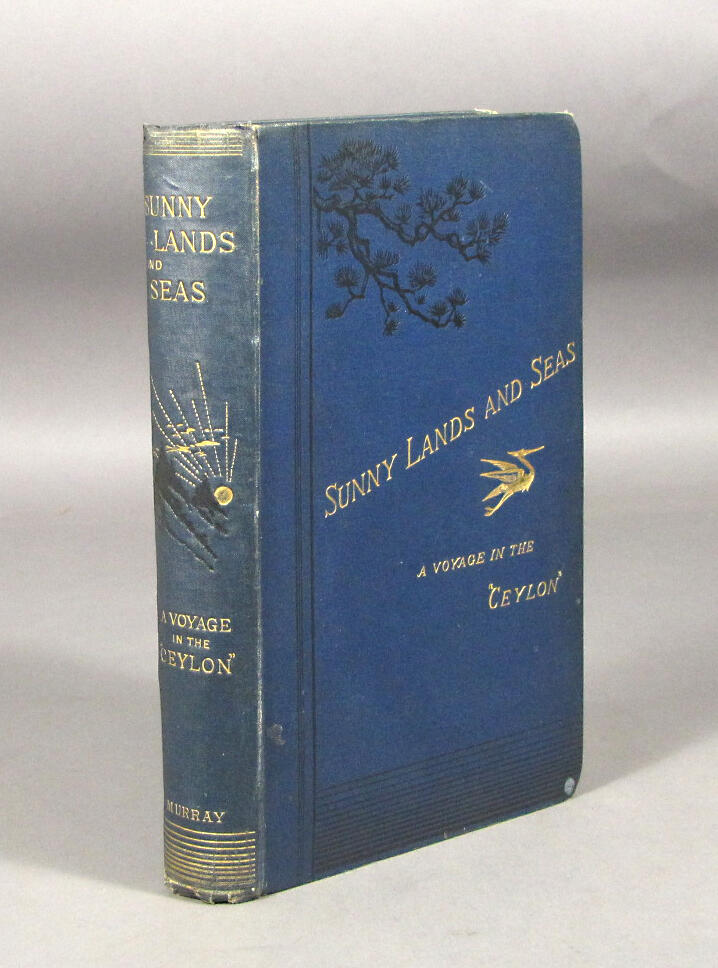 SUNNY
LANDS
AND
SEAS
A VOYAGE
IN THE
"CEYLON"
MURRAY
SUNNY LANDS AND SEAS
A VOYAGE IN THE
"CEYLON"